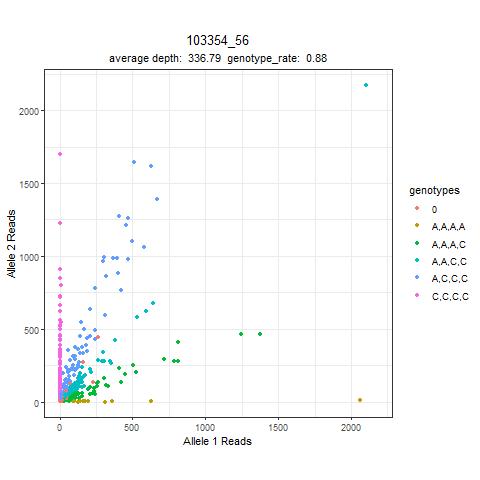 103354_56
average depth:  336.79  genotype_rate:  0.88
Allele 2 Reads
2000
1500
1000
500
0
0
500
1000
1500
2000
Allele 1 Reads
genotypes
0
A,A,A,A
A,A,A,C
A,A,C,C
A,C,C,C
C,C,C,C